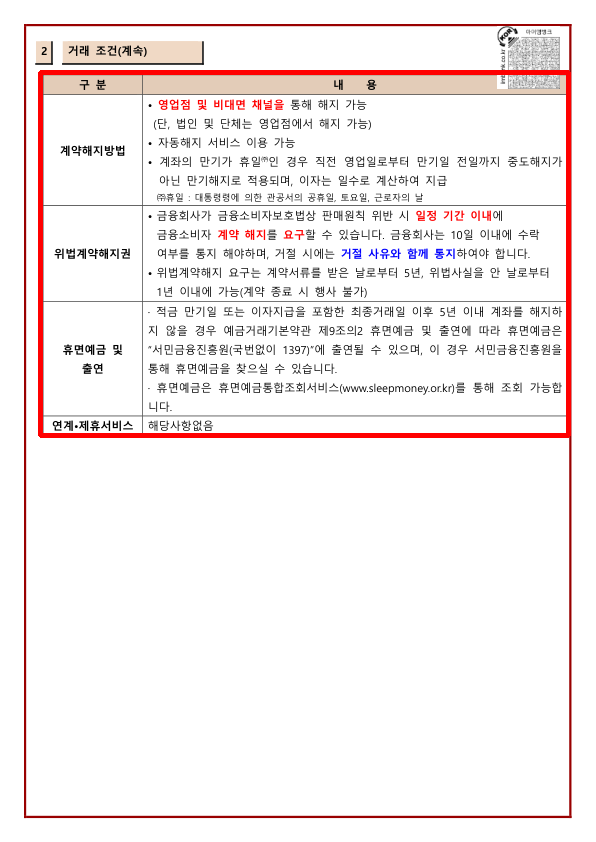 2 거래 조건(계속)
마이앱뱅크
구 분 내 용
계약해지방법
• 영업점 및 비대면 채널을 통해 해지 가능
(단, 법인 및 단체는 영업점에서 해지 가능)
• 자동해지 서비스 이용 가능
• 계좌의 만기가 휴일㈜인 경우 직전 영업일로부터 만기일 전일까지 중도해지가
아닌 만기해지로 적용되며, 이자는 일수로 계산하여 지급
㈜휴일 : 대통령령에 의한 관공서의 공휴일, 토요일, 근로자의 날
위법계약해지권
• 금융회사가 금융소비자보호법상 판매원칙 위반 시 일정 기간 이내에
금융소비자 계약 해지를 요구할 수 있습니다. 금융회사는 10일 이내에 수락
여부를 통지 해야하며, 거절 시에는 거절 사유와 함께 통지하여야 합니다.
• 위법계약해지 요구는 계약서류를 받은 날로부터 5년, 위법사실을 안 날로부터
1년 이내에 가능(계약 종료 시 행사 불가)
휴면예금 및
출연
· 적금 만기일 또는 이자지급을 포함한 최종거래일 이후 5년 이내 계좌를 해지하
지 않을 경우 예금거래기본약관 제9조의2 휴면예금 및 출연에 따라 휴면예금은
“서민금융진흥원(국번없이 1397)”에 출연될 수 있으며, 이 경우 서민금융진흥원을
통해 휴면예금을 찾으실 수 있습니다.
· 휴면예금은 휴면예금통합조회서비스(www.sleepmoney.or.kr)를 통해 조회 가능합
니다.
연계•제휴서비스 해당사항없음